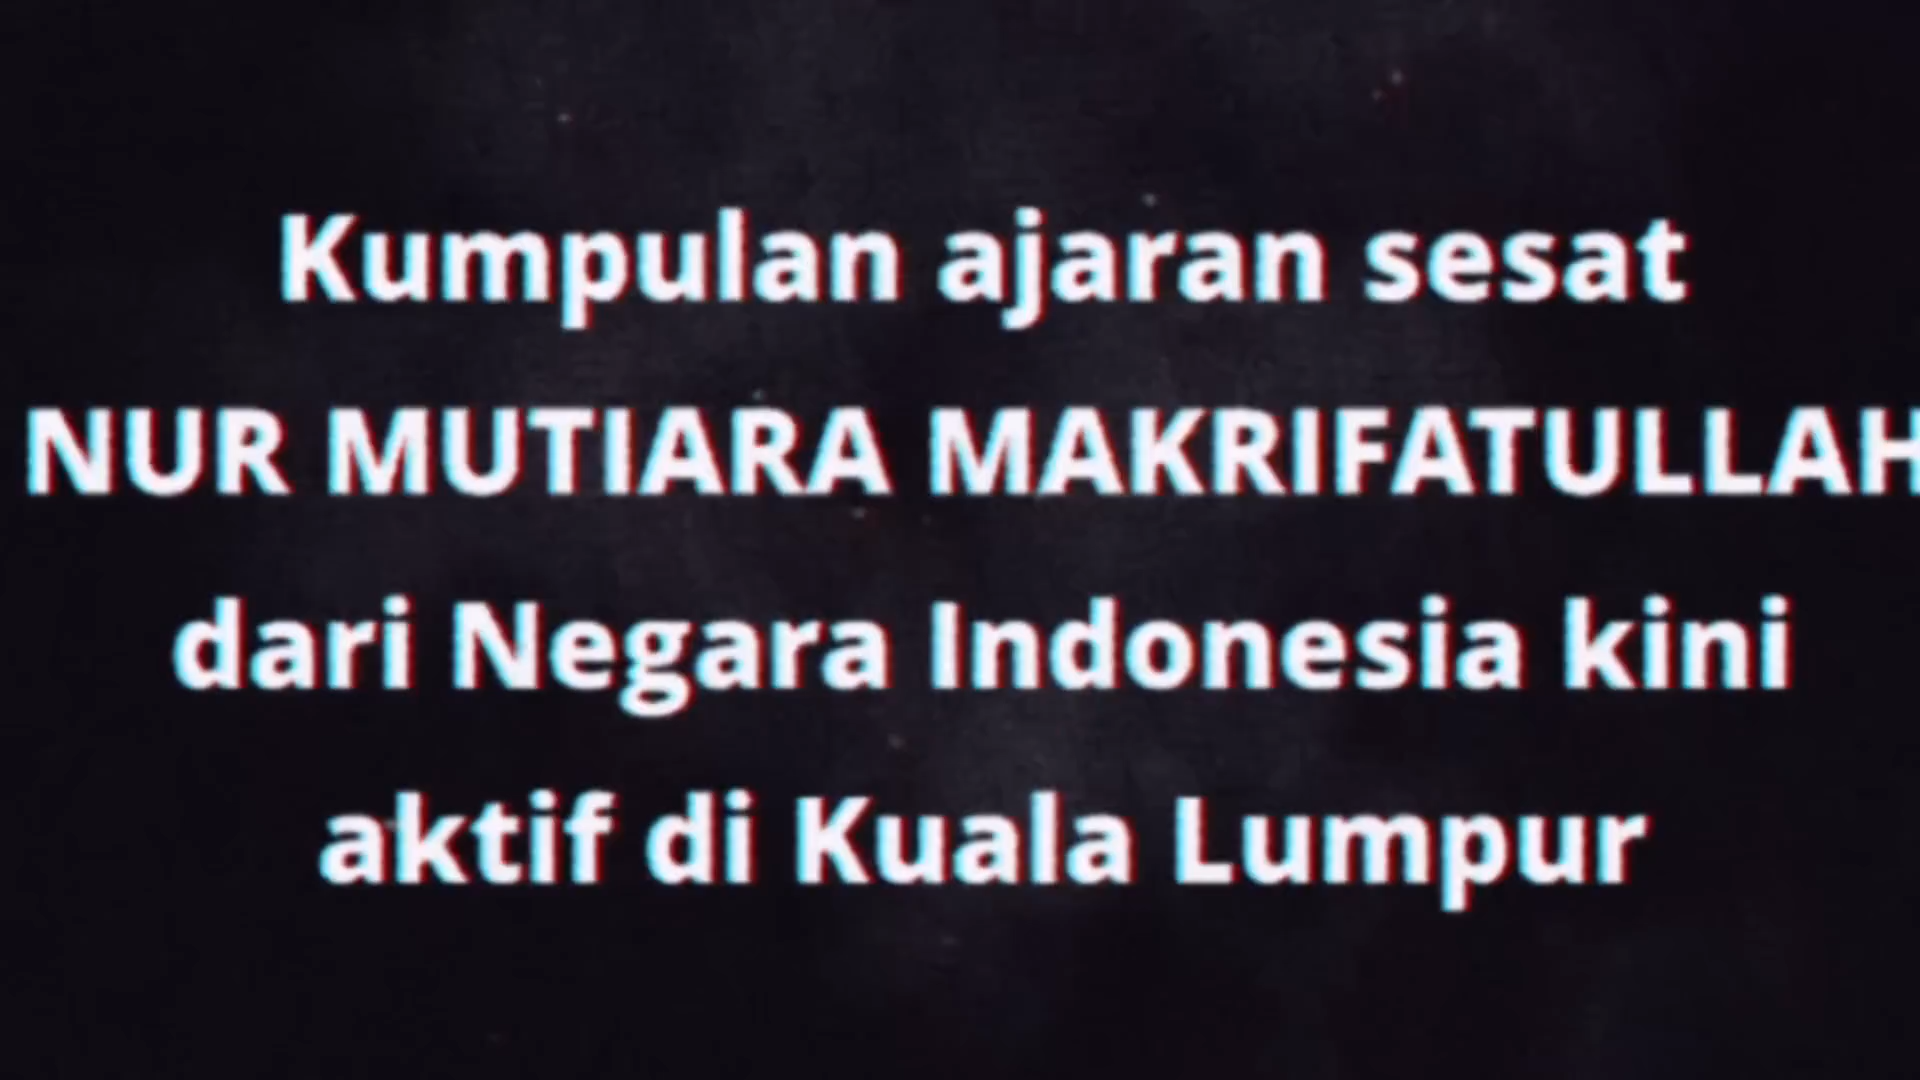 Kumpulan ajaran sesat
NUR MUTIARA MAKRIFATULLAH
dari Negara Indonesia kini
aktif di Kuala Lumpur